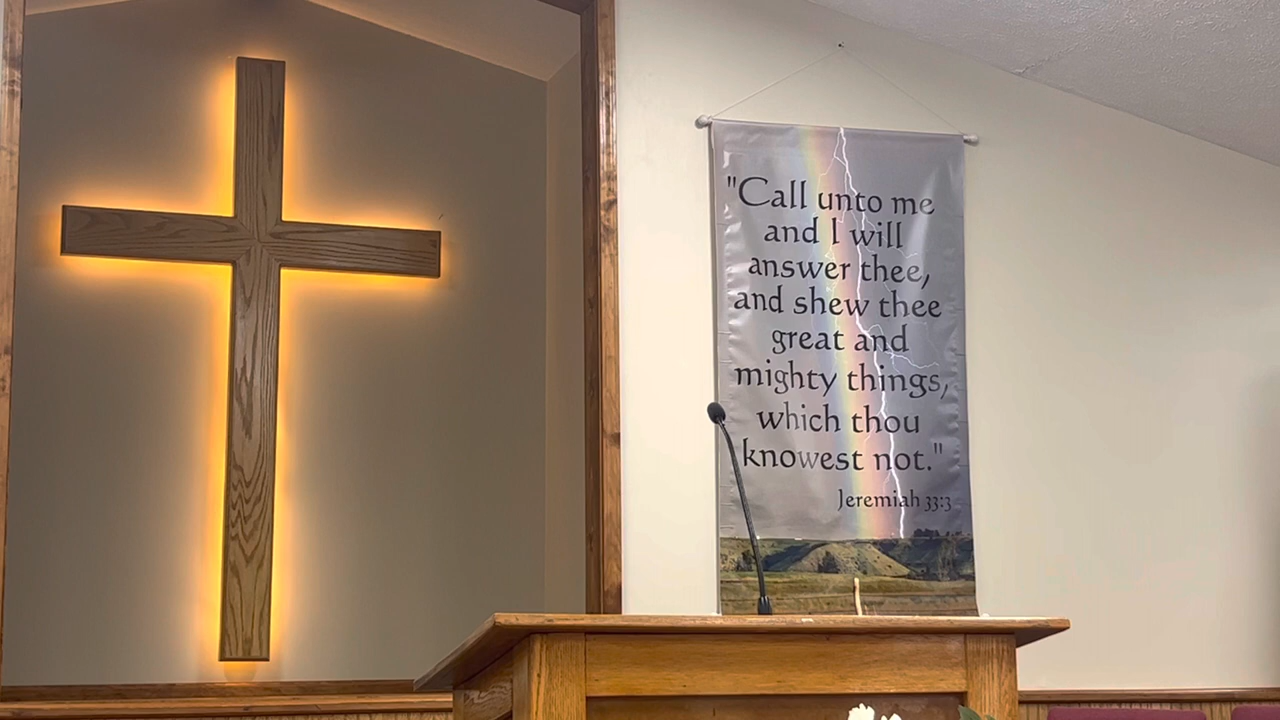 "Call unto me
and I will
answer thee,
and shew thee
great and
mighty things,
which thou
knowest not."
Jeremiah 33:3